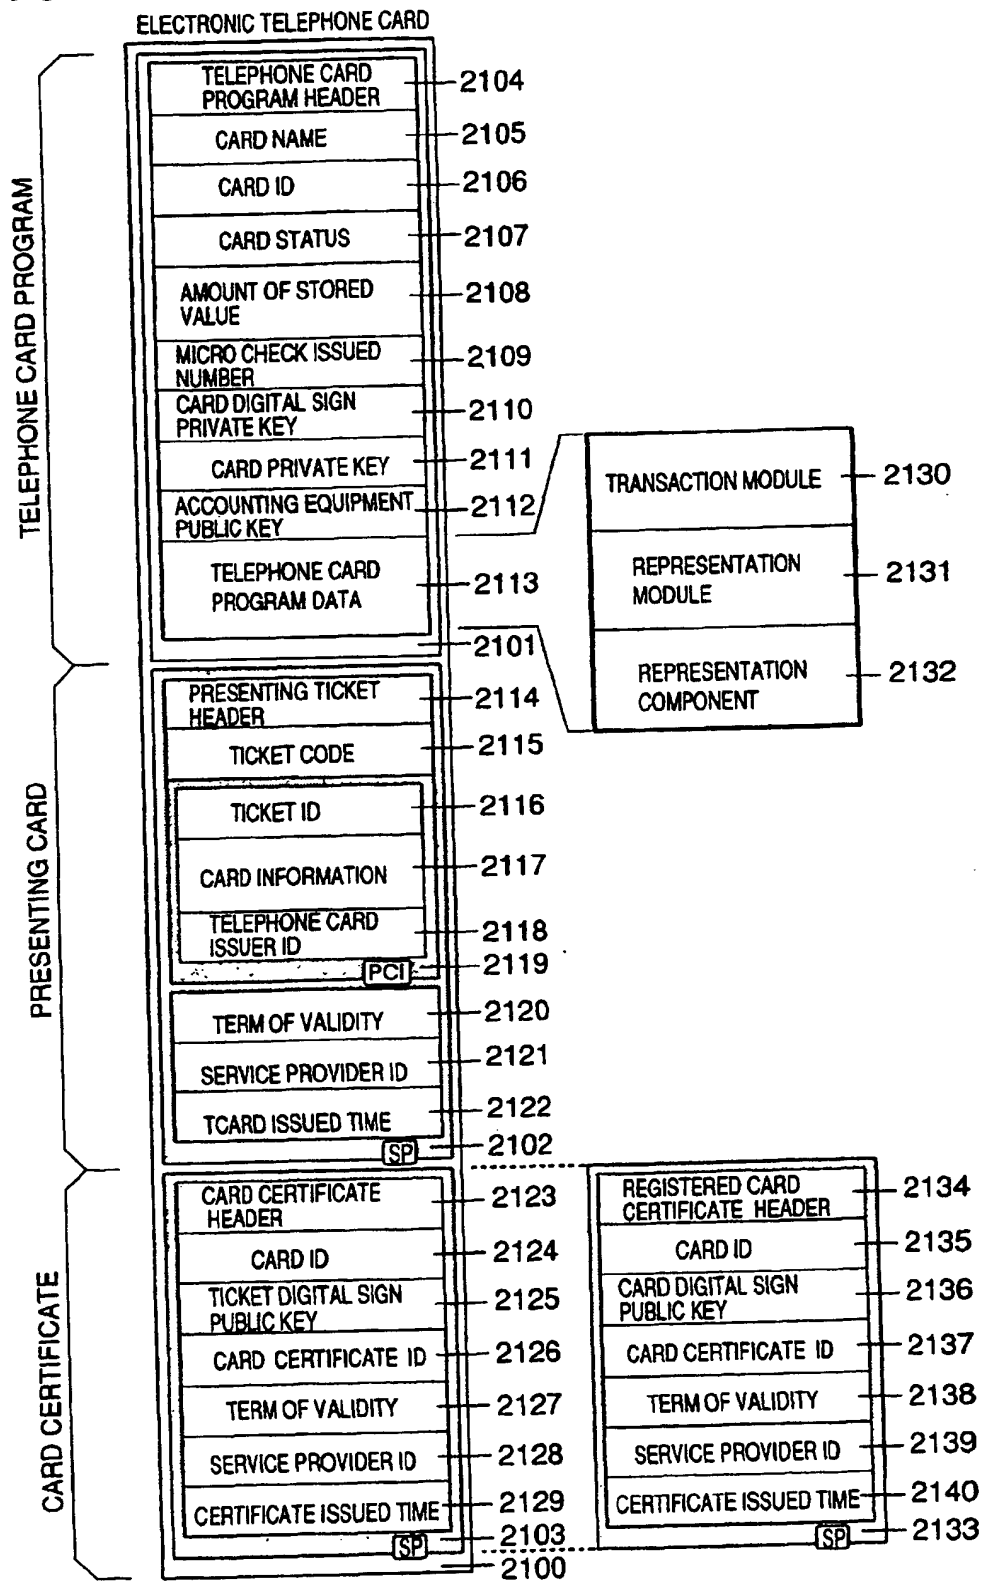 ELECTRONIC TELEPHONE CARD
TELEPHONE CARD PROGRAM
TELEPHONE CARD
PROGRAM HEADER
2104
CARD NAME
2105
CARD ID
2106
CARD STATUS
2107
AMOUNT OF STORED
VALUE
2108
MICRO CHECK ISSUED
NUMBER
2109
CARD DIGITAL SIGN
PRIVATE KEY
2110
CARD PRIVATE KEY
2111
ACCOUNTING EQUIPMENT
PUBLIC KEY
2112
TELEPHONE CARD
PROGRAM DATA
2113
2101
TRANSACTION MODULE
2130
REPRESENTATION
MODULE
2131
REPRESENTATION
COMPONENT
2132
PRESENTING CARD
PRESENTING TICKET
HEADER
2114
TICKET CODE
2115
TICKET ID
2116
CARD INFORMATION
2117
TELEPHONE CARD
ISSUER ID
2118
PCI
2119
TERM OF VALIDITY
2120
SERVICE PROVIDER ID
2121
TCARD ISSUED TIME
2122
SP
2102
CARD CERTIFICATE
CARD CERTIFICATE
HEADER
2123
CARD ID
2124
TICKET DIGITAL SIGN
PUBLIC KEY
2125
CARD CERTIFICATE ID
2126
TERM OF VALIDITY
2127
SERVICE PROVIDER ID
2128
CERTIFICATE ISSUED TIME
2129
SP
2103
2100
REGISTERED CARD
CERTIFICATE HEADER
2134
CARD ID
2135
CARD DIGITAL SIGN
PUBLIC KEY
2136
CARD CERTIFICATE ID
2137
TERM OF VALIDITY
2138
SERVICE PROVIDER ID
2139
CERTIFICATE ISSUED TIME
2140
SP
2133